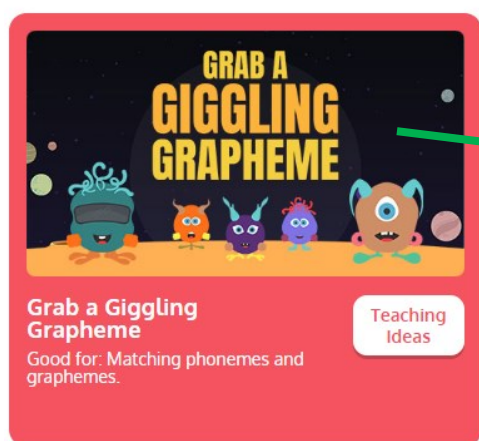 GRAB A
GIGGLING
GRAPHEME
Grab a Giggling
Grapheme
Teaching
Ideas
Good for: Matching phonemes and
graphemes.